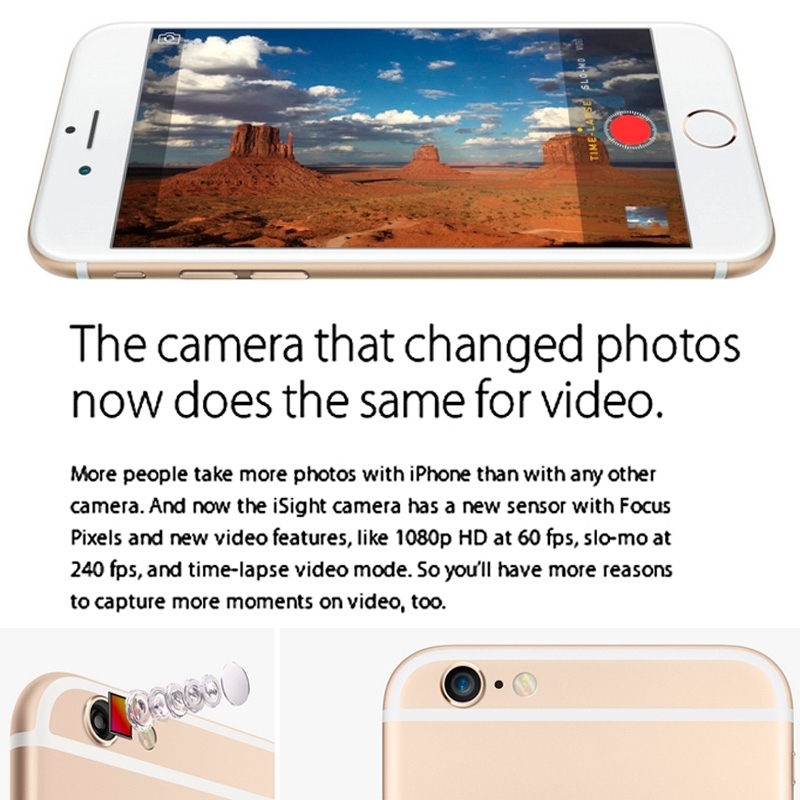 TIME-LAPSE SLO-MO
The camera that changed photos
now does the same for video.
More people take more photos with iPhone than with any other
camera. And now the iSight camera has a new sensor with Focus
Pixels and new video features, like 1080p HD at 60 fps, slo-mo at
240 fps, and time-lapse video mode. So you'll have more reasons
to capture more moments on video, too.